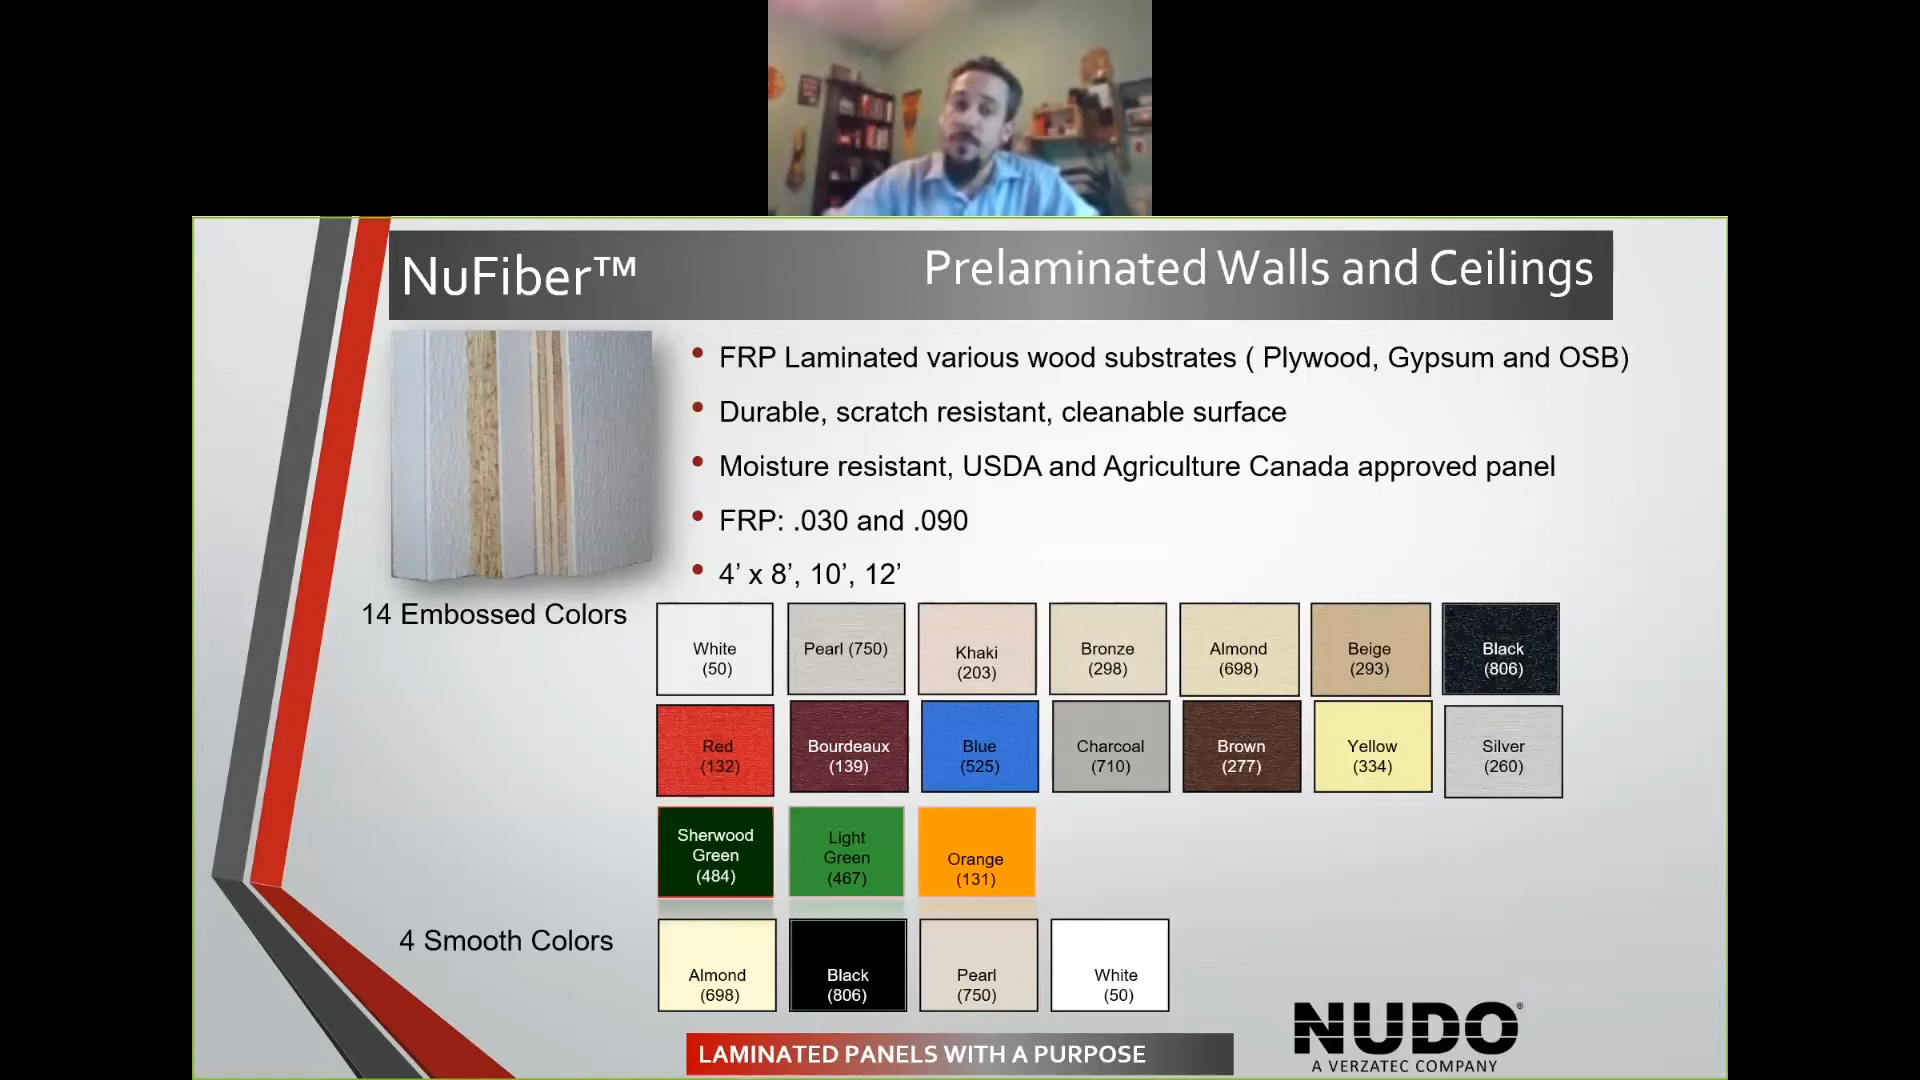 NuFiber™
Prelaminated Walls and Ceilings
• FRP Laminated various wood substrates ( Plywood, Gypsum and OSB)
• Durable, scratch resistant, cleanable surface
• Moisture resistant, USDA and Agriculture Canada approved panel
• FRP: .030 and .090
• 4’ x 8’, 10’, 12’
14 Embossed Colors
White
(50)
Pearl (750)
Khaki
(203)
Bronze
(298)
Almond
(698)
Beige
(293)
Black
(806)
Red
(132)
Bourdeaux
(139)
Blue
(525)
Charcoal
(710)
Brown
(277)
Yellow
(334)
Silver
(260)
Sherwood
Green
(484)
Light
Green
(467)
Orange
(131)
4 Smooth Colors
Almond
(698)
Black
(806)
Pearl
(750)
White
(50)
LAMINATED PANELS WITH A PURPOSE
NUDO®
A VERZATEC COMPANY